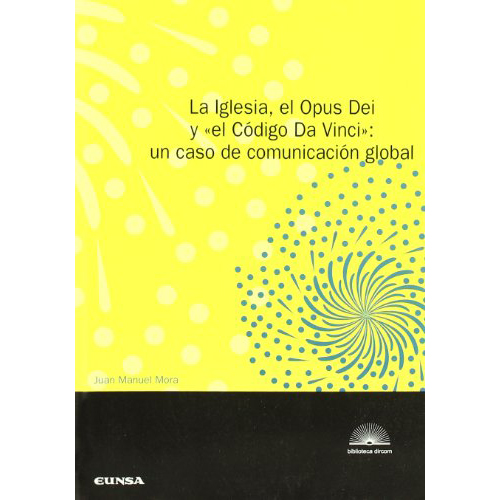 La Iglesia, el Opus Dei
y «el Código Da Vinci»:
un caso de comunicación global
Juan Manuel Mora
biblioteca dircom
EUNSA